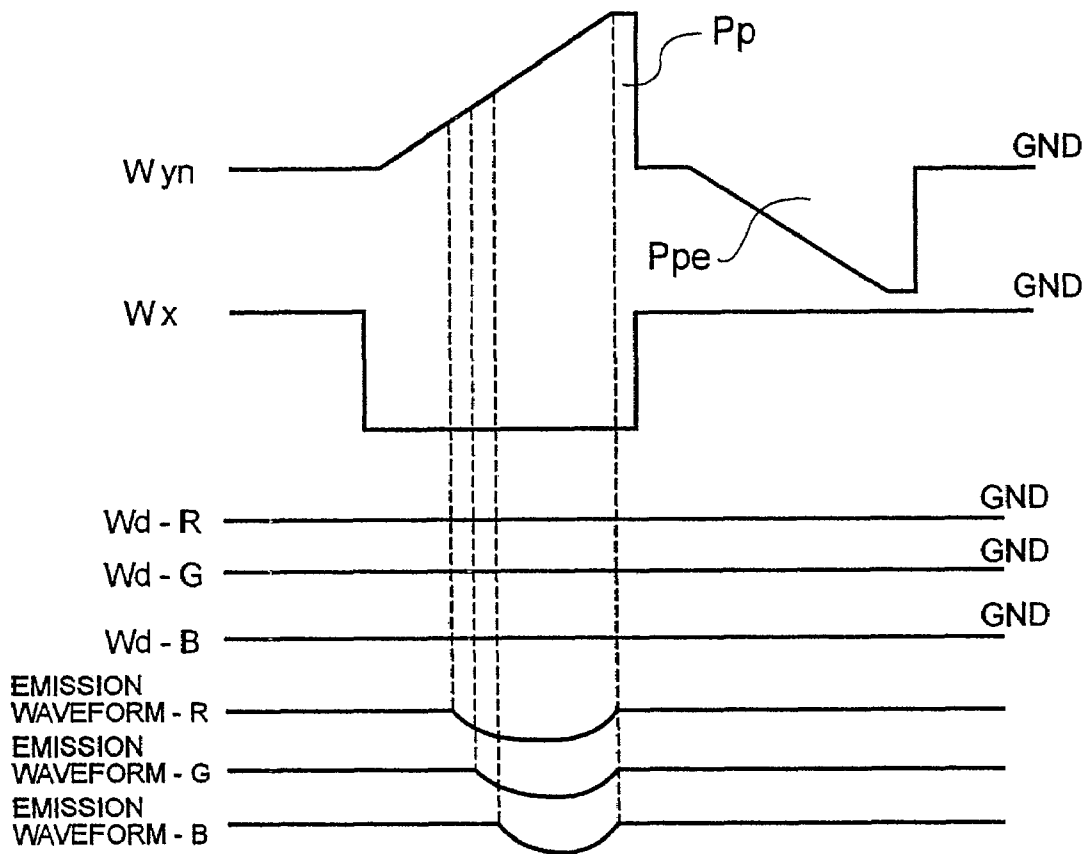 Pp
GND
Wyn
Ppe
GND
Wx
GND
Wd - R
GND
Wd - G
GND
Wd - B
EMISSION
WAVEFORM - R
EMISSION
WAVEFORM - G
EMISSION
WAVEFORM - B